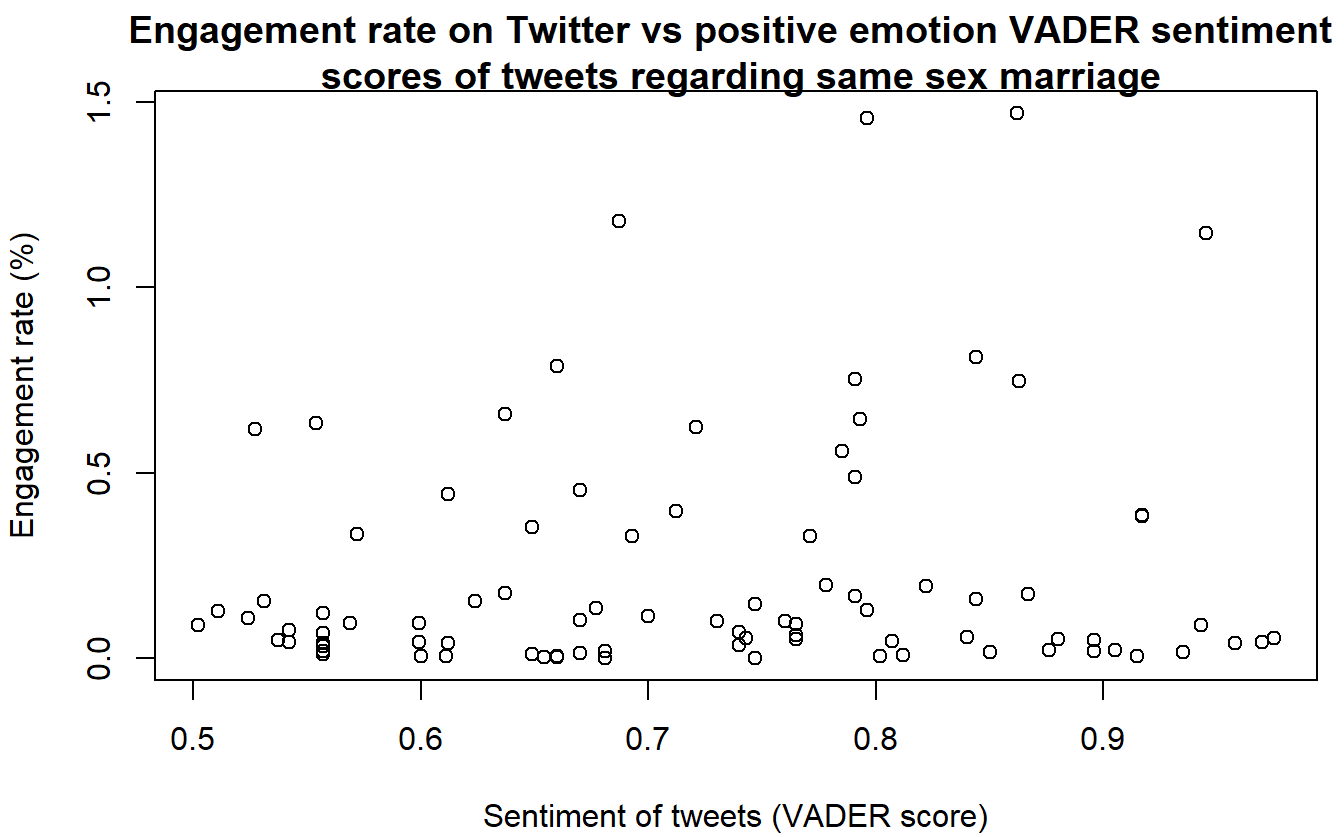 Engagement rate on Twitter vs positive emotion VADER sentiment
scores of tweets regarding same sex marriage
Engagement rate (%)
1.5
1.0
0.5
0.0
0.5 0.6 0.7 0.8 0.9
Sentiment of tweets (VADER score)